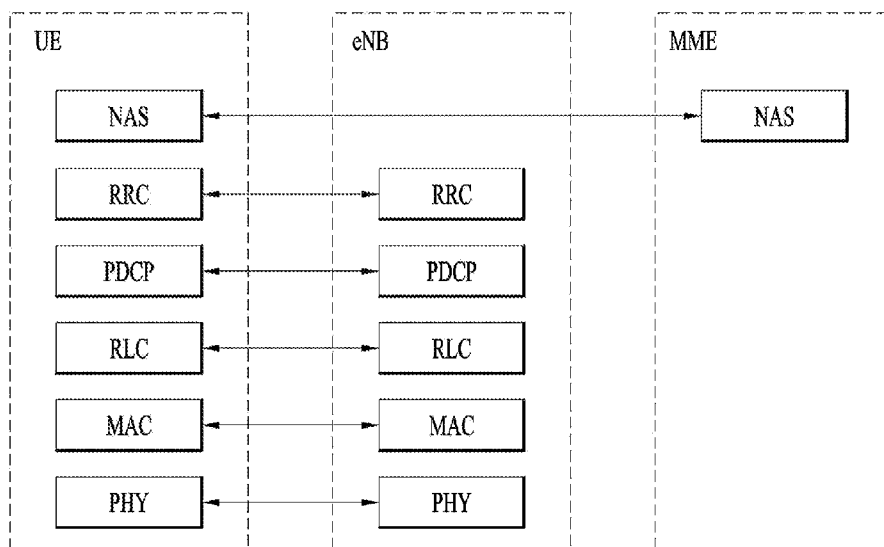 UE eNB MME
NAS NAS
RRC RRC
PDCP PDCP
RLC RLC
MAC MAC
PHY PHY